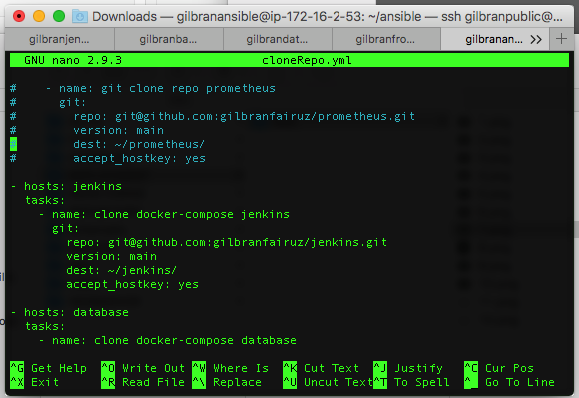 Downloads — gilbranansible@ip-172-16-2-53: ~/ansible — ssh gilbranpublic@...
gilbranjen... gilbranba... gilbrandat... gilbranfro... gilbranan... >> +
GNU nano 2.9.3 cloneRepo.yml
#    - name: git clone repo prometheus
#      git:
#        repo: git@github.com:gilbranfairuz/prometheus.git
#        version: main
#        dest: ~/prometheus/
#        accept_hostkey: yes
- hosts: jenkins
  tasks:
    - name: clone docker-compose jenkins
      git:
        repo: git@github.com:gilbranfairuz/jenkins.git
        version: main
        dest: ~/jenkins/
        accept_hostkey: yes
- hosts: database
  tasks:
    - name: clone docker-compose database
^G Get Help ^O Write Out ^W Where Is ^K Cut Text ^J Justify ^C Cur Pos
^X Exit ^R Read File ^\ Replace ^U Uncut Text ^T To Spell ^_ Go To Line